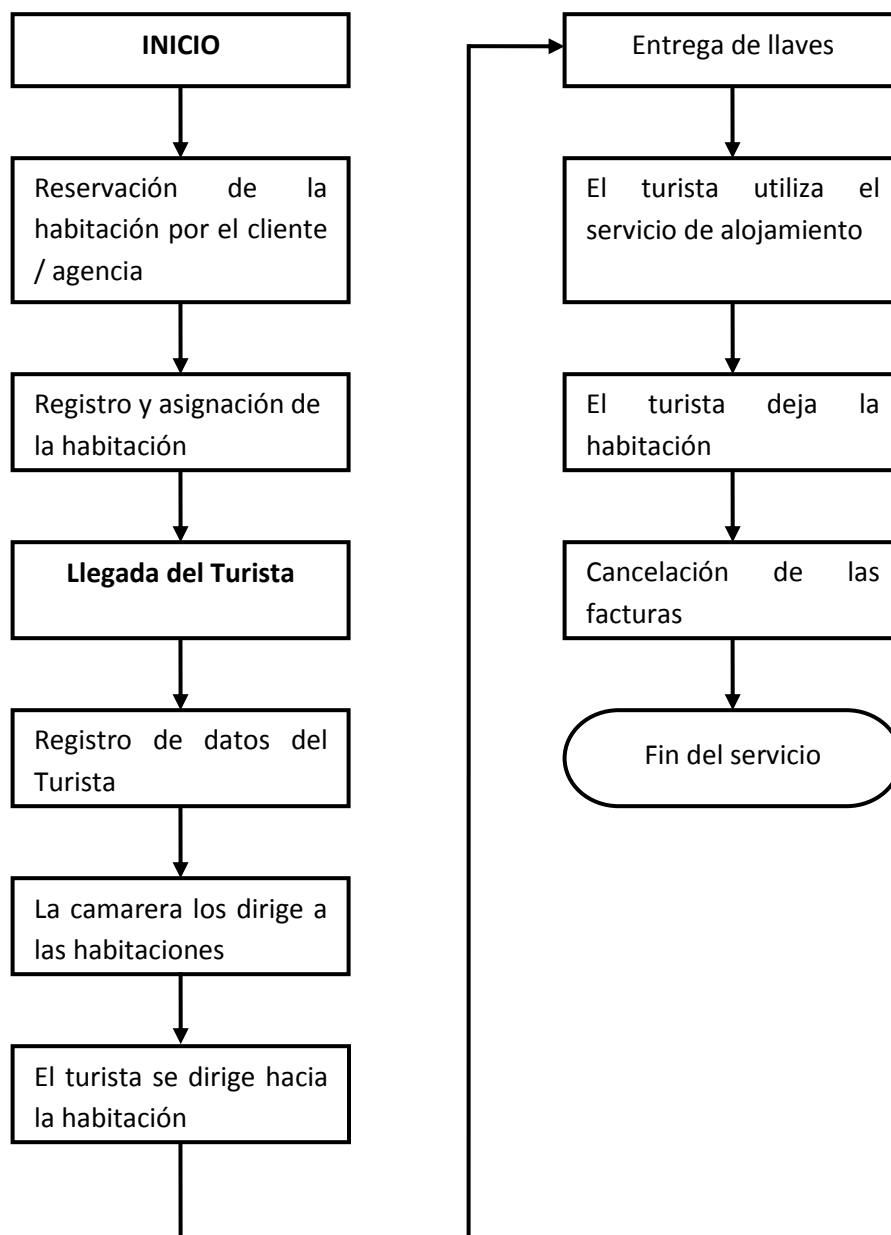 INICIO
Reservación de la
habitación por el cliente
/ agencia
Registro y asignación de
la habitación
Llegada del Turista
Registro de datos del
Turista
La camarera los dirige a
las habitaciones
El turista se dirige hacia
la habitación
Entrega de llaves
El turista utiliza el
servicio de alojamiento
El turista deja la
habitación
Cancelación de las
facturas
Fin del servicio